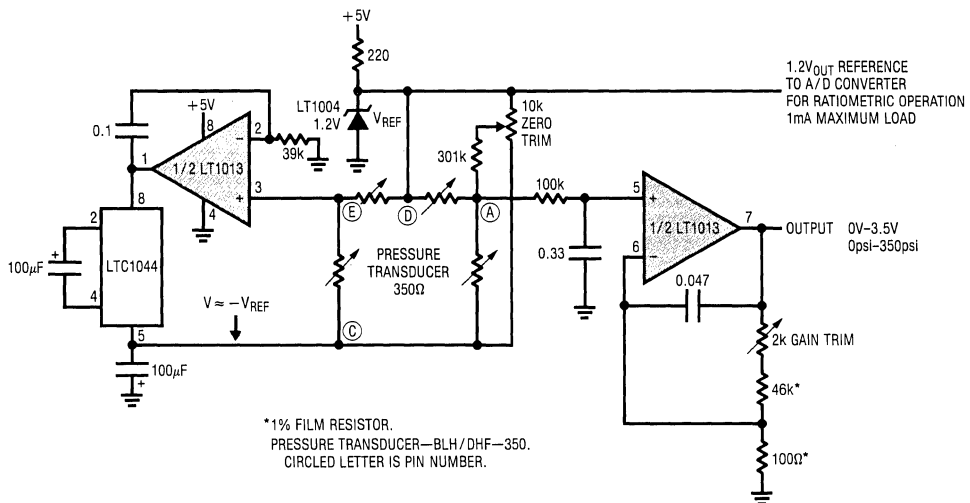 +5V
220
1.2VOUT REFERENCE
TO A/D CONVERTER
FOR RATIOMETRIC OPERATION
1mA MAXIMUM LOAD
LT1004
1.2V
VREF
10k
ZERO
TRIM
301k
+5V
8
2
−
39k
0.1
1
1/2 LT1013
3
+
4
E
D
A
100k
5
+
1/2 LT1013
7
OUTPUT
0V–3.5V
0psi–350psi
6
−
0.33
0.047
2k GAIN TRIM
46k*
100Ω*
8
2
+
100µF
LTC1044
4
5
V ≈ −VREF
PRESSURE
TRANSDUCER
350Ω
C
100µF
+
*1% FILM RESISTOR.
PRESSURE TRANSDUCER—BLH/DHF—350.
CIRCLED LETTER IS PIN NUMBER.